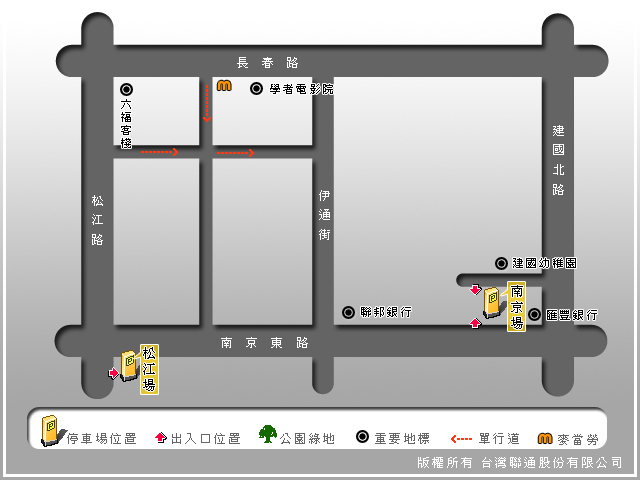 長春路
學者電影院
六福客棧
建國北路
松江路
伊通街
建國幼稚園
南京場
聯邦銀行
匯豐銀行
南京東路
松江場
停車場位置 出入口位置 公園綠地 重要地標 單行道 麥當勞
版權所有 台灣聯通股份有限公司